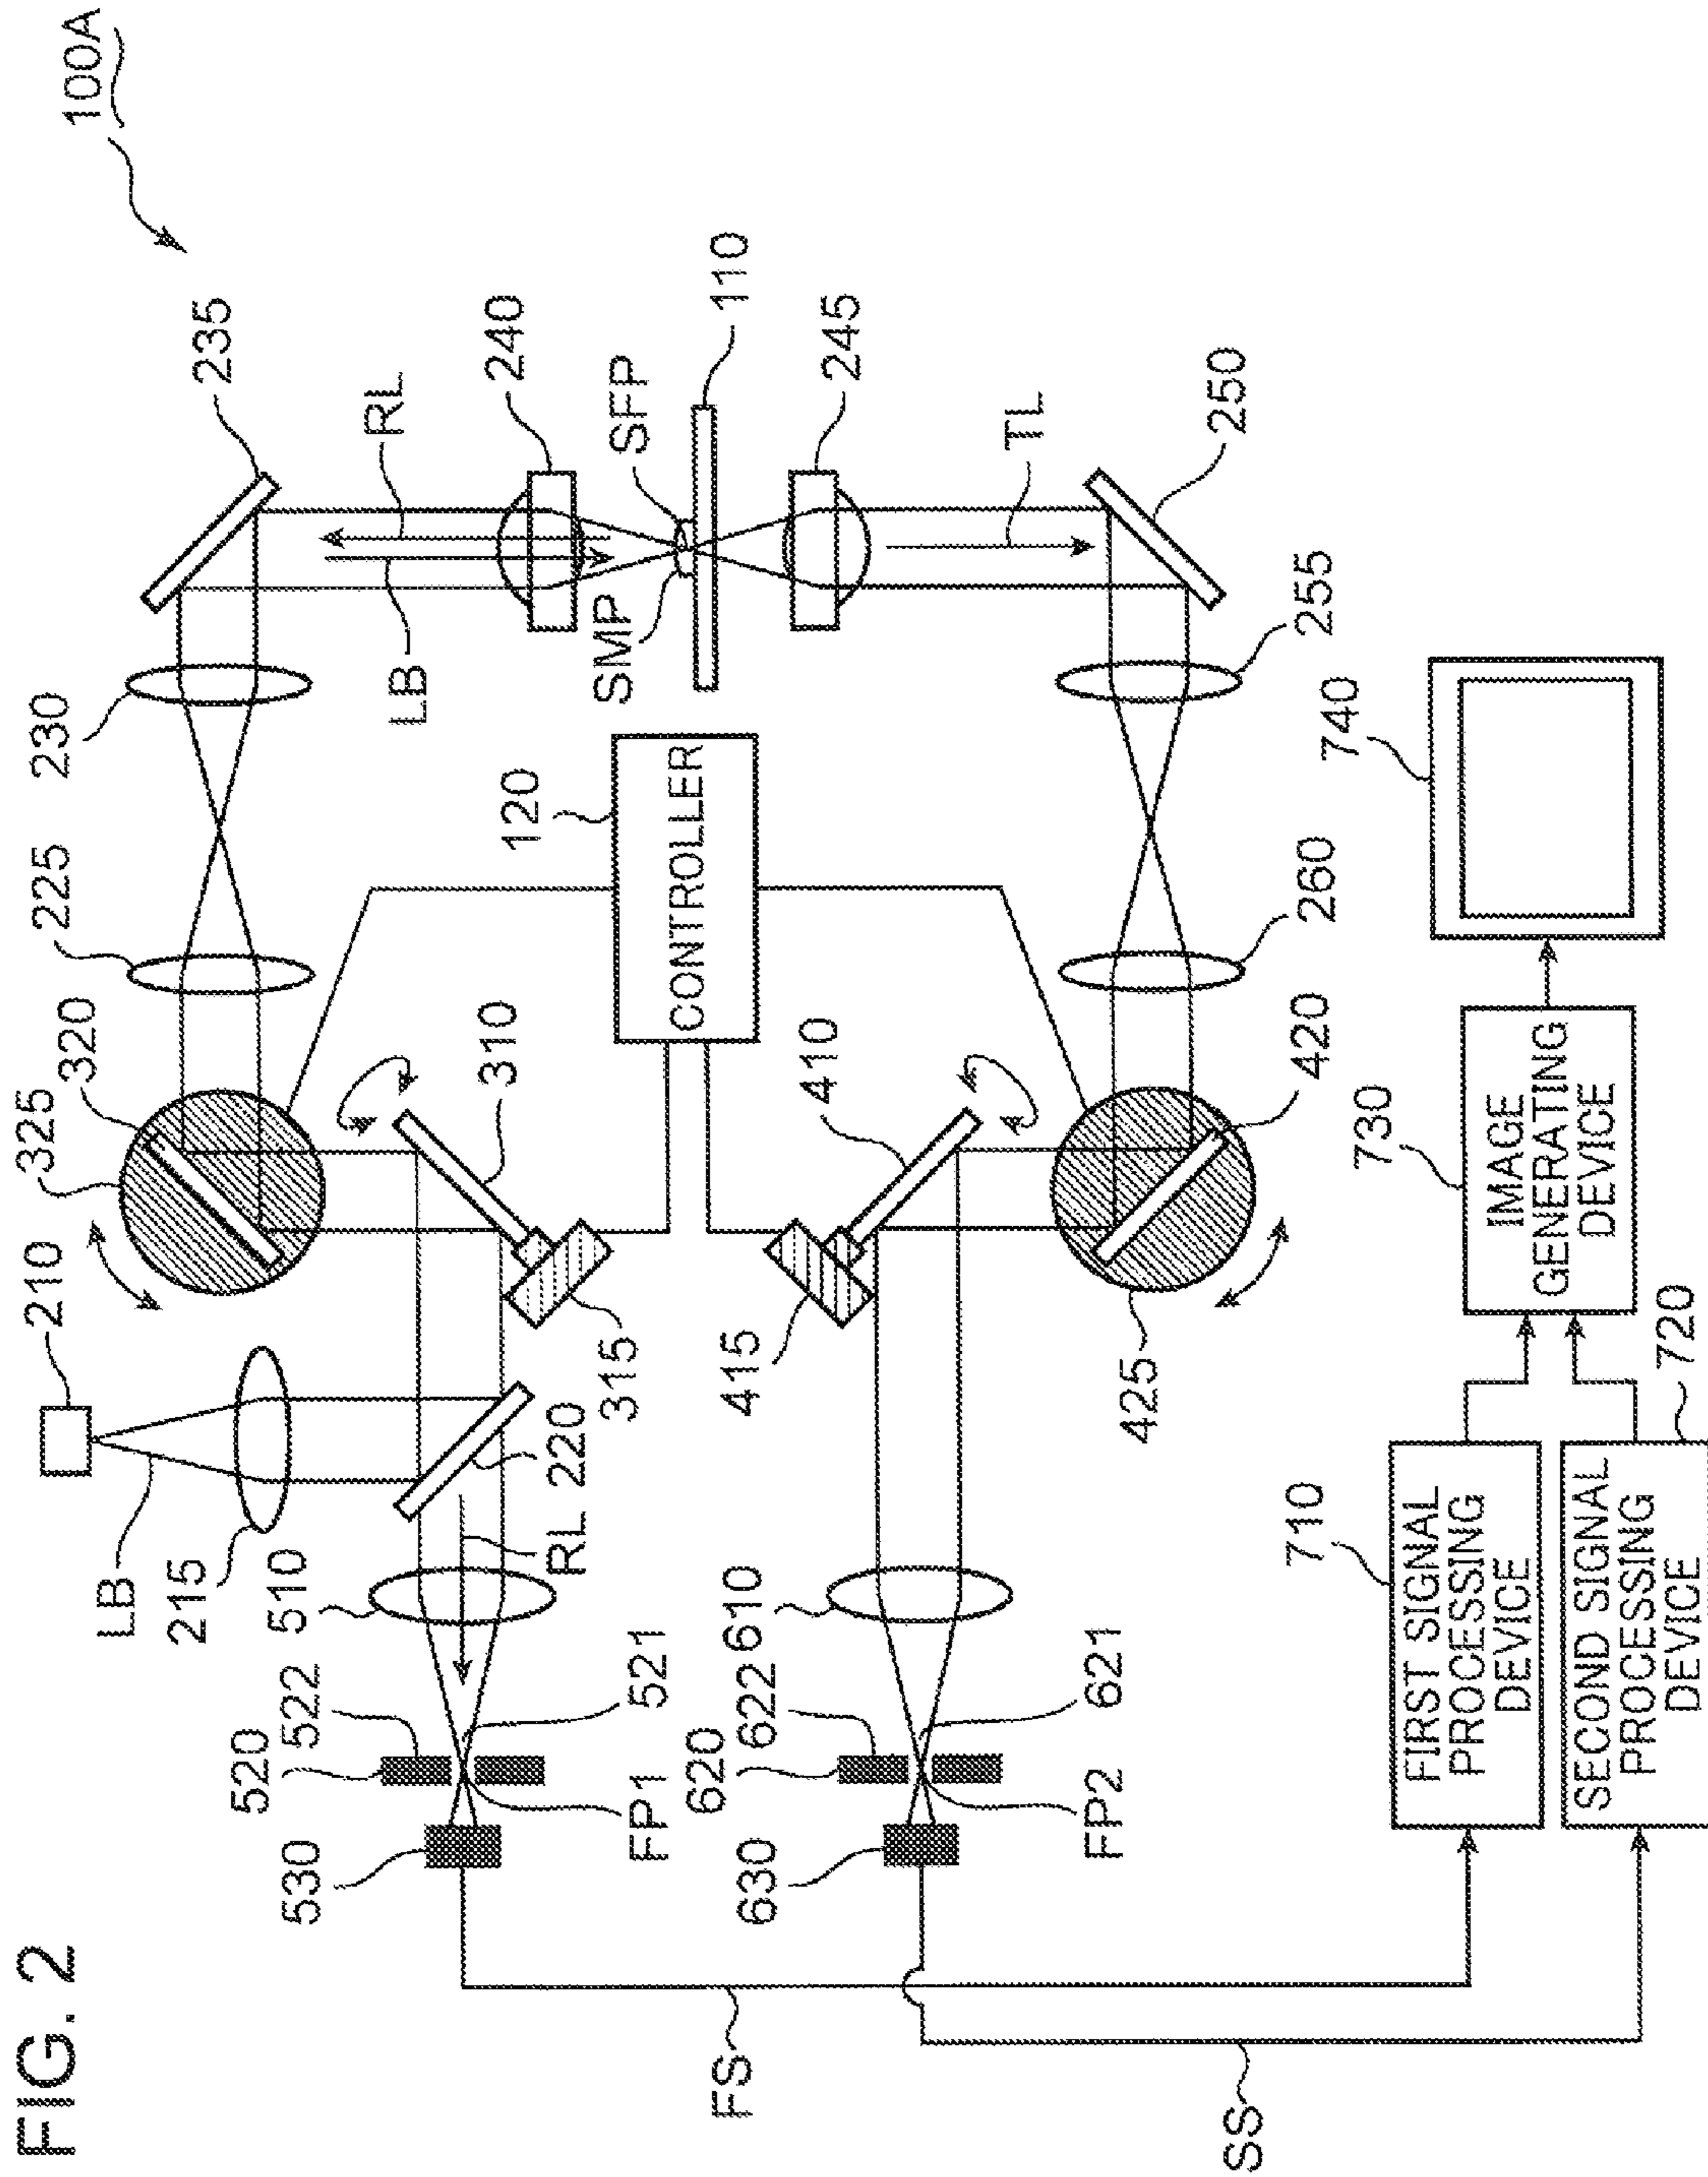 FIG. 2
100A
210
LB
215
325
320
225
230
235
RL
LB
240
SMP
SFP
110
245
TL
250
255
260
420
425
410
415
310
315
120
CONTROLLER
220
RL
510
522
520
521
FP1
530
610
622
620
621
FP2
630
FS
SS
710
FIRST SIGNAL
PROCESSING
DEVICE
720
SECOND SIGNAL
PROCESSING
DEVICE
730
IMAGE
GENERATING
DEVICE
740